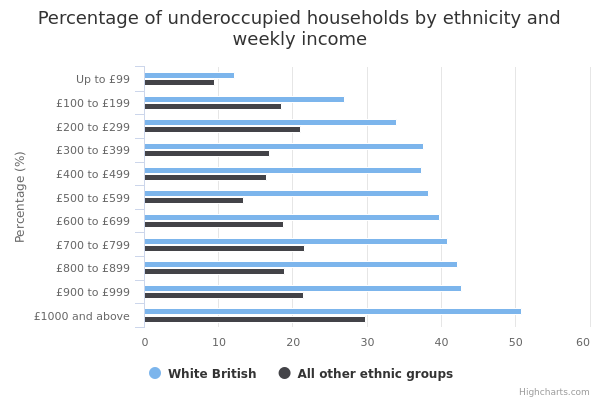 Percentage of underoccupied households by ethnicity and
weekly income
Percentage (%)
Up to £99
£100 to £199
£200 to £299
£300 to £399
£400 to £499
£500 to £599
£600 to £699
£700 to £799
£800 to £899
£900 to £999
£1000 and above
0 10 20 30 40 50 60
White British All other ethnic groups
Highcharts.com